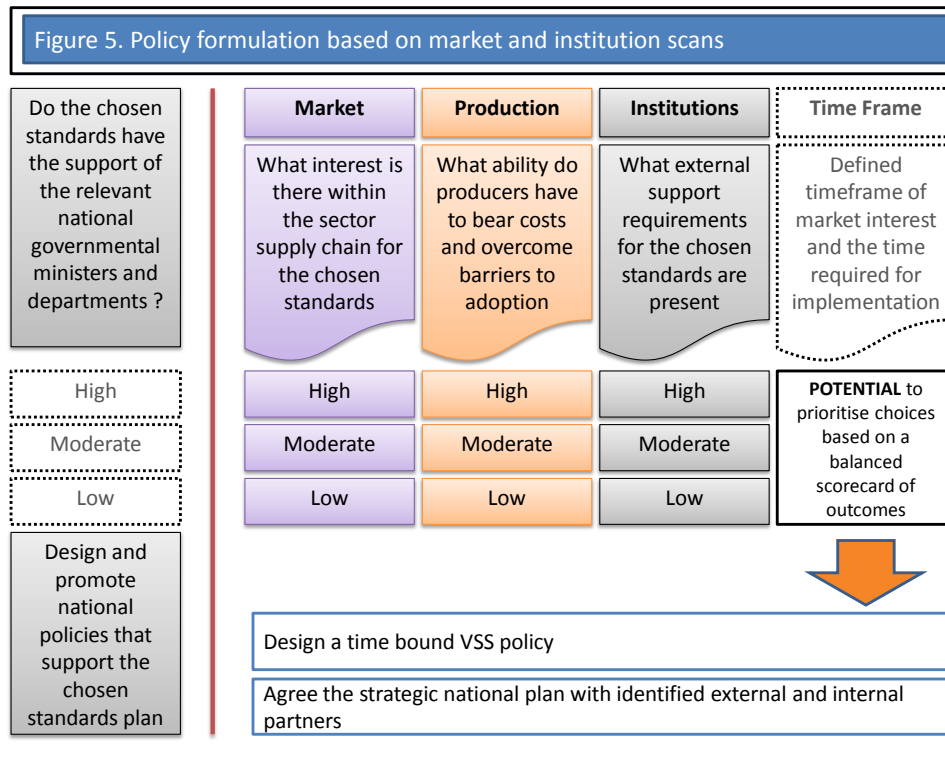 Figure 5. Policy formulation based on market and institution scans
Do the chosen
standards have
the support of
the relevant
national
governmental
ministers and
departments ?
High
Moderate
Low
Design and
promote
national
policies that
support the
chosen
standards plan
Market
What interest is
there within
the sector
supply chain for
the chosen
standards
High
Moderate
Low
Production
What ability do
producers have
to bear costs
and overcome
barriers to
adoption
High
Moderate
Low
Institutions
What external
support
requirements
for the chosen
standards are
present
High
Moderate
Low
Time Frame
Defined
timeframe of
market interest
and the time
required for
implementation
POTENTIAL to
prioritise choices
based on a
balanced
scorecard of
outcomes
Design a time bound VSS policy
Agree the strategic national plan with identified external and internal
partners